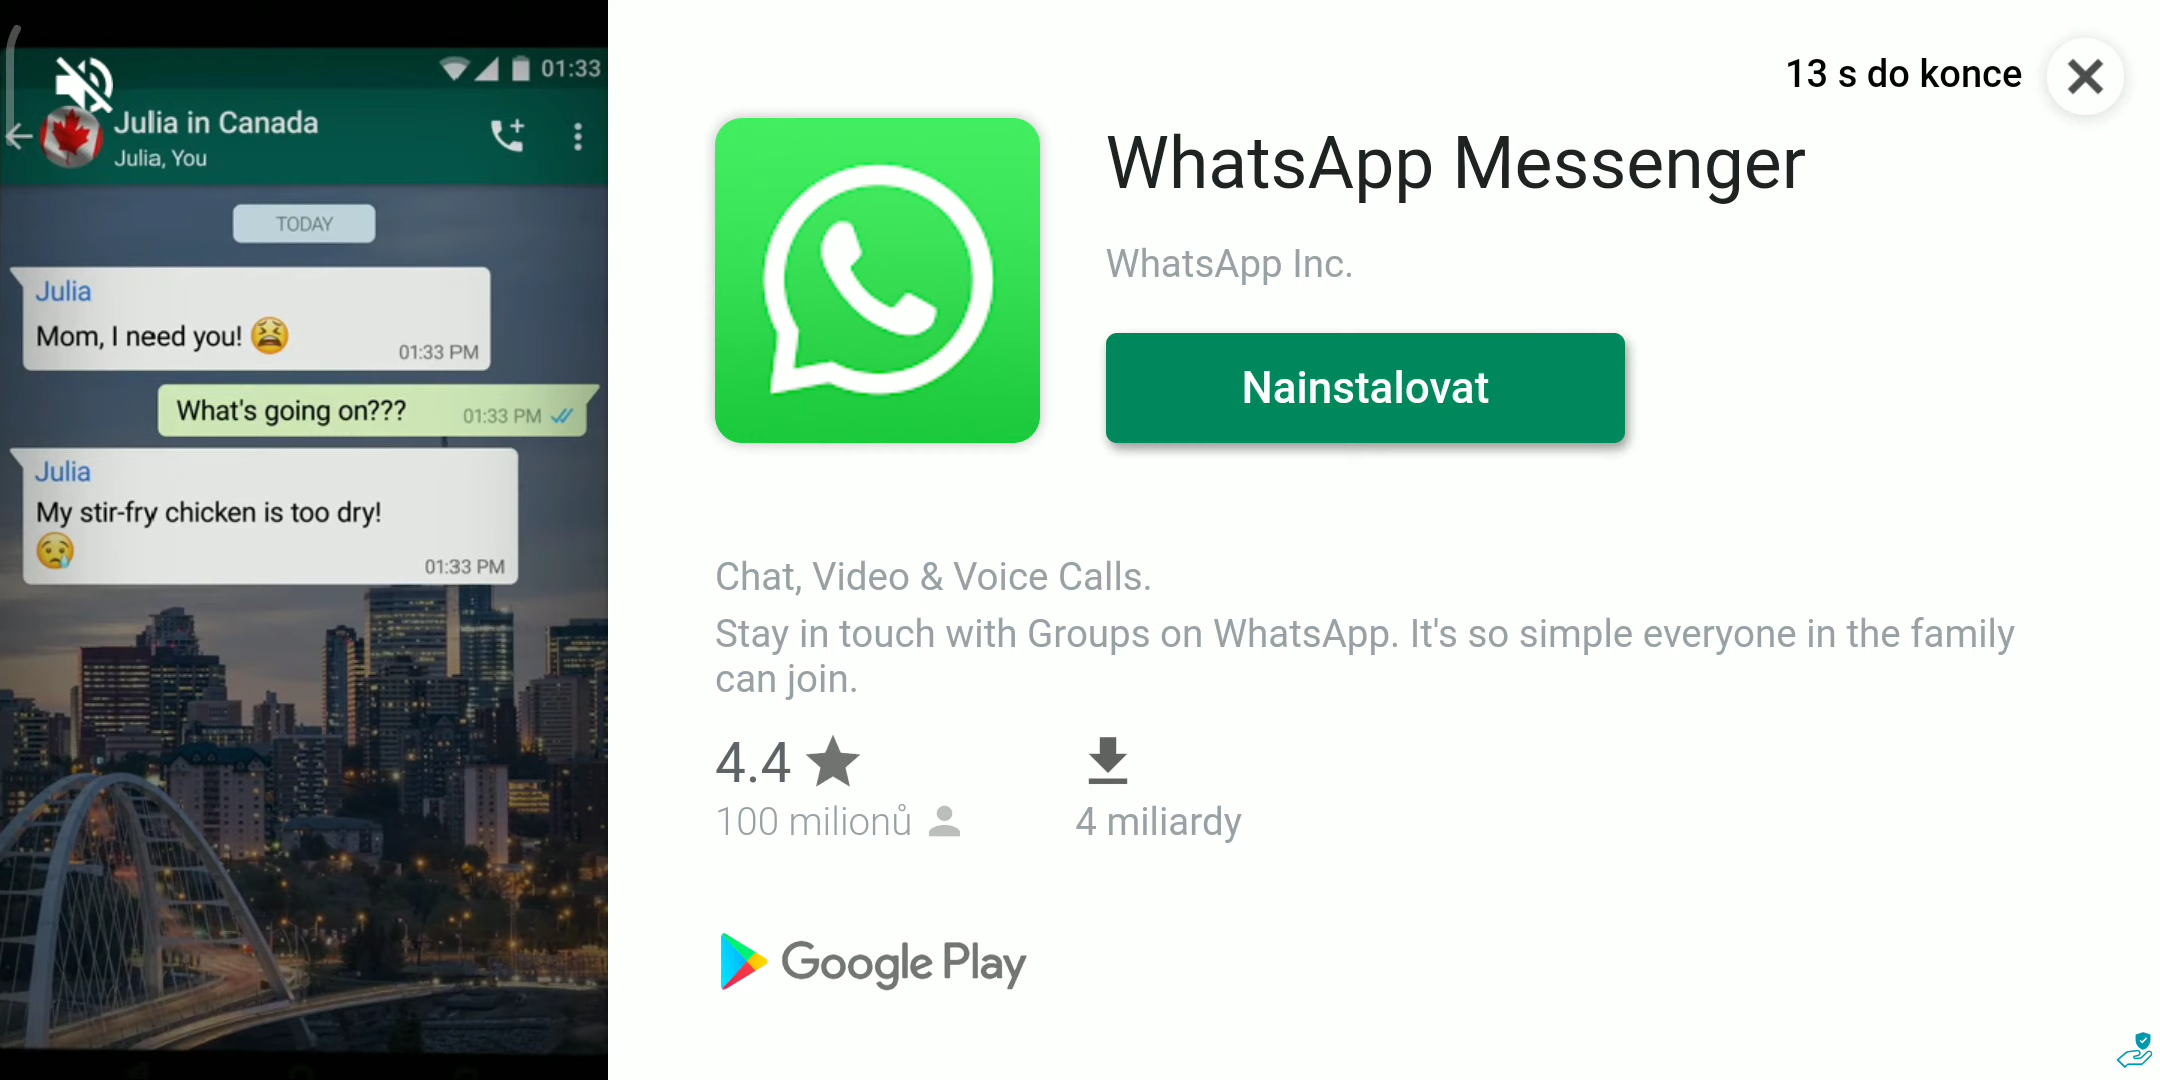 01:33
Julia in Canada
Julia, You
TODAY
Julia
Mom, I need you! 😫
01:33 PM
What's going on???
01:33 PM
Julia
My stir-fry chicken is too dry!
😢
01:33 PM
13 s do konce
WhatsApp Messenger
WhatsApp Inc.
Nainstalovat
Chat, Video & Voice Calls.
Stay in touch with Groups on WhatsApp. It's so simple everyone in the family
can join.
4.4
100 milionů
4 miliardy
Google Play